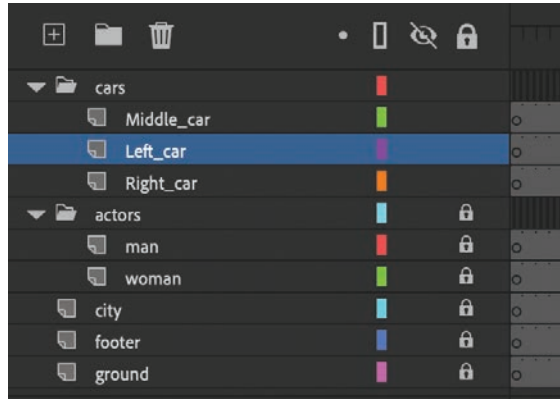 cars
Middle_car
Left_car
Right_car
actors
man
woman
city
footer
ground